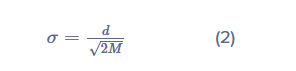 σ = d / √2M (2)